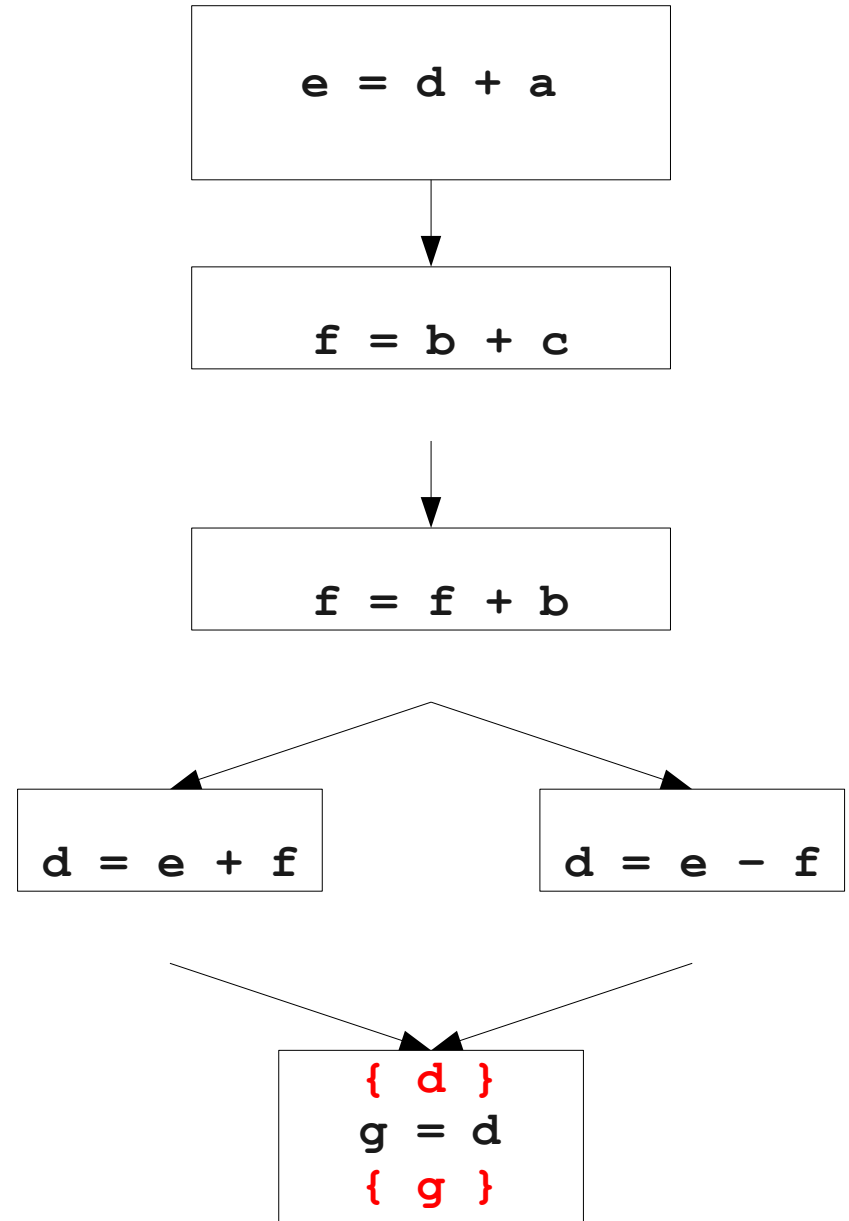 e = d + a
f = b + c
f = f + b
d = e + f
d = e - f
{ d }
g = d
{ g }